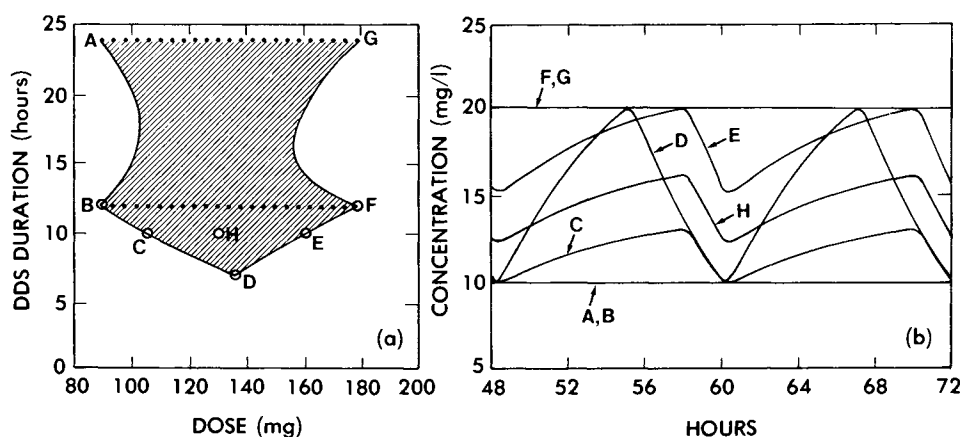 25
A
G
20
15
B
F
10
C
H
E
D
5
0
(a)
80
100
120
140
160
180
200
DDS DURATION (hours)
DOSE (mg)
25
F,G
20
D
E
15
H
C
10
A,B
5
(b)
48
52
56
60
64
68
72
CONCENTRATION (mg/l)
HOURS